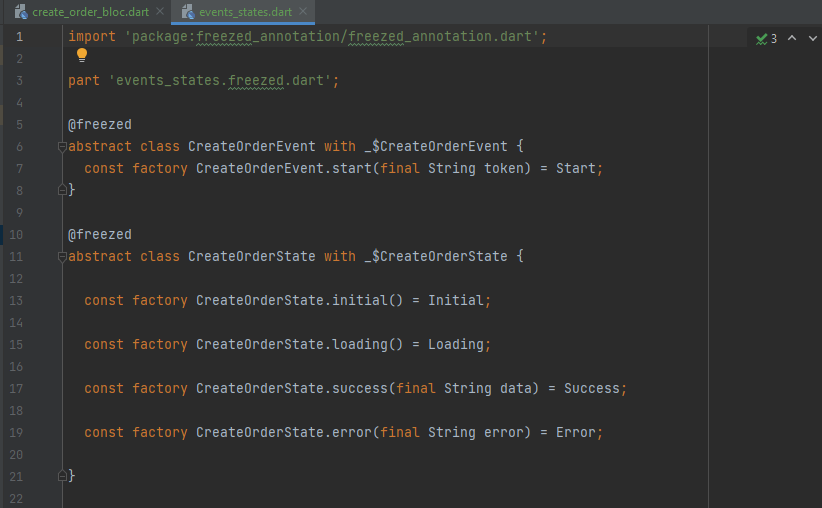 create_order_bloc.dart events_states.dart
1 import 'package:freezed_annotation/freezed_annotation.dart'; 3
2
3 part 'events_states.freezed.dart';
4
5 @freezed
6 abstract class CreateOrderEvent with _$CreateOrderEvent {
7 const factory CreateOrderEvent.start(final String token) = Start;
8 }
9
10 @freezed
11 abstract class CreateOrderState with _$CreateOrderState {
12
13 const factory CreateOrderState.initial() = Initial;
14
15 const factory CreateOrderState.loading() = Loading;
16
17 const factory CreateOrderState.success(final String data) = Success;
18
19 const factory CreateOrderState.error(final String error) = Error;
20
21 }
22